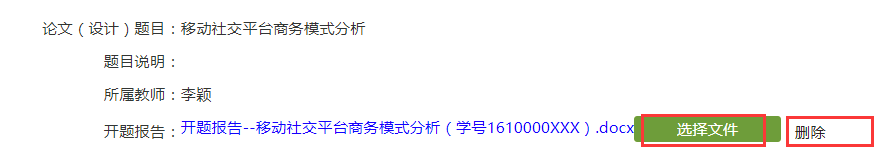 论文（设计）题目：移动社交平台商务模式分析
题目说明：
所属教师：李颖
开题报告：开题报告--移动社交平台商务模式分析（学号1610000XXX）.docx 选择文件 删除